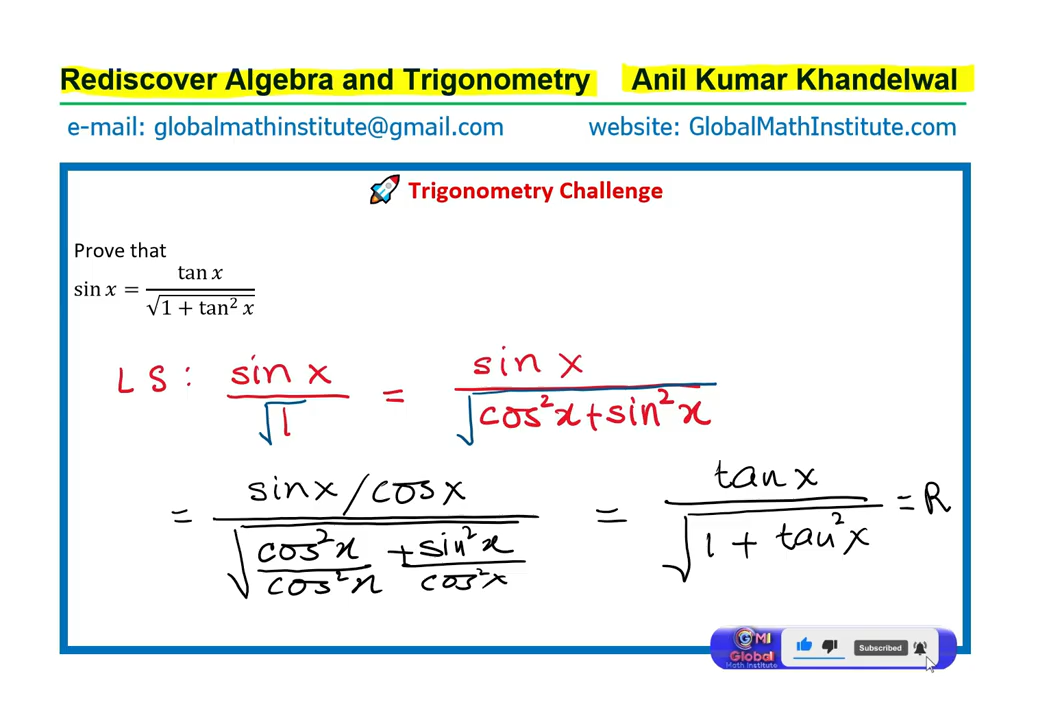 Rediscover Algebra and Trigonometry Anil Kumar Khandelwal
e-mail: globalmathinstitute@gmail.com website: GlobalMathInstitute.com
🚀 Trigonometry Challenge
Prove that
sin x = tan x / √(1 + tan² x)
LS: sin x / √1 = sin x / √(cos²x + sin²x)
= (sin x / cos x) / √(cos²x / cos²x + sin²x / cos²x) = tan x / √(1 + tan²x) = R
GMI
Global
Math Institute
Subscribed